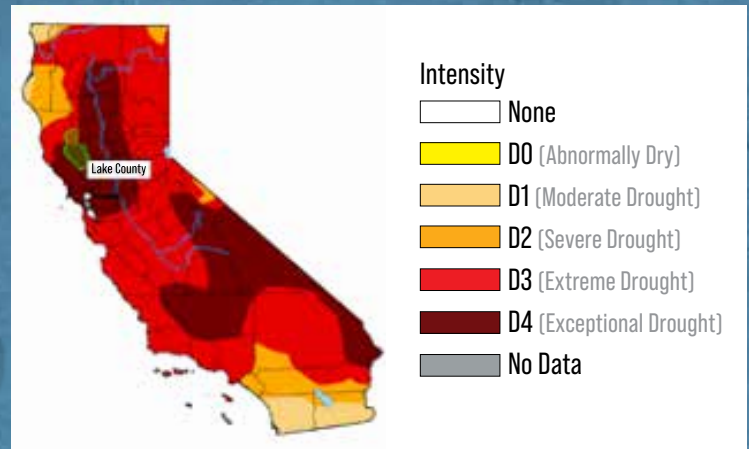 Lake County
Intensity
None
D0 (Abnormally Dry)
D1 (Moderate Drought)
D2 (Severe Drought)
D3 (Extreme Drought)
D4 (Exceptional Drought)
No Data